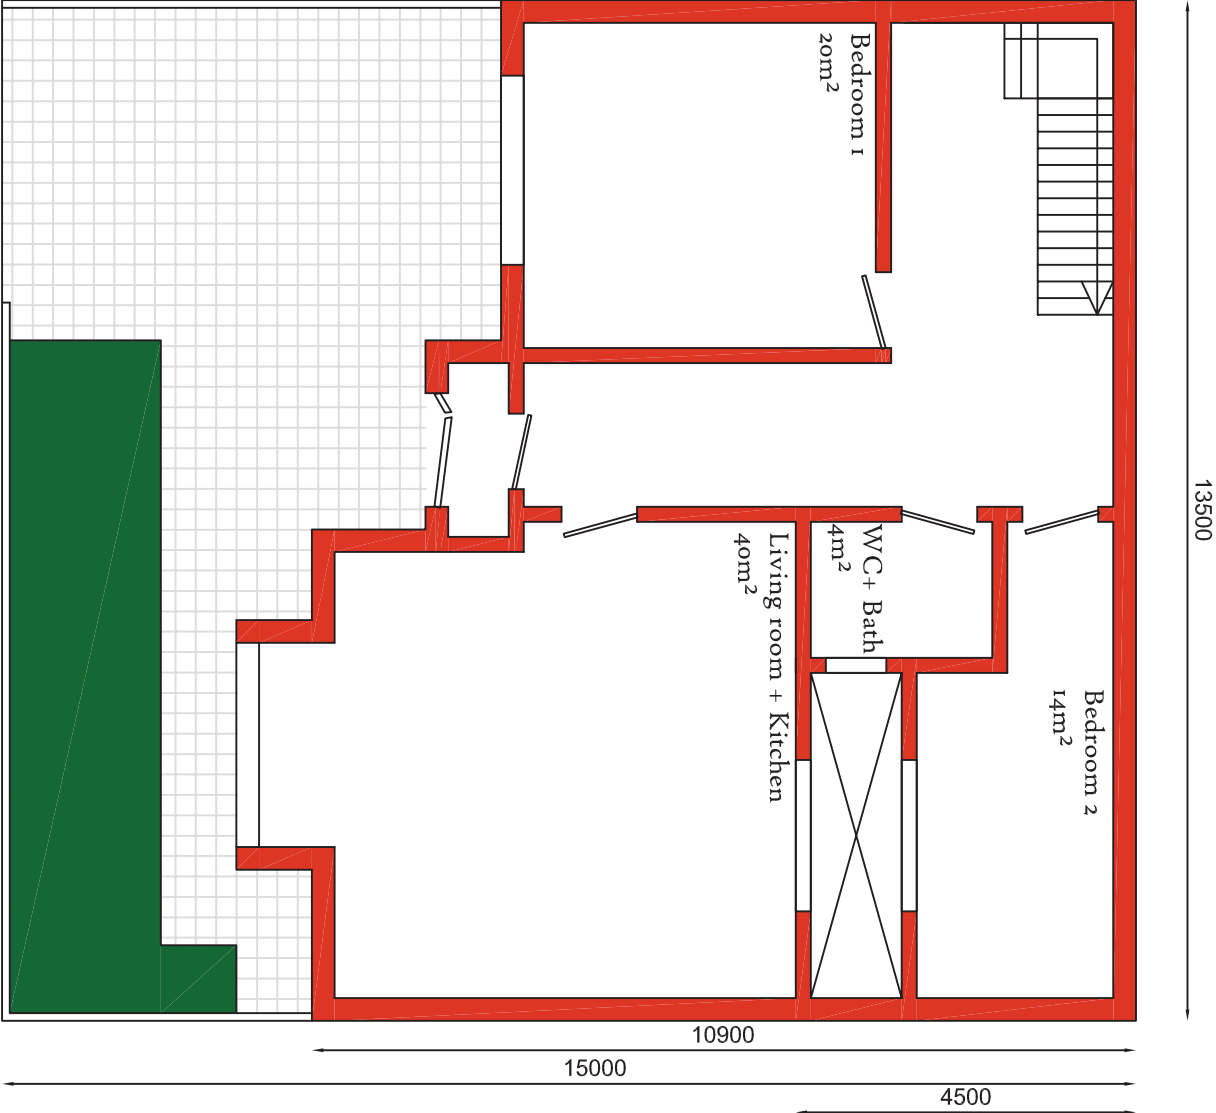 Bedroom 1
20m²
WC+ Bath
4m²
Living room + Kitchen
40m²
Bedroom 2
14m²
13500
10900
15000
4500